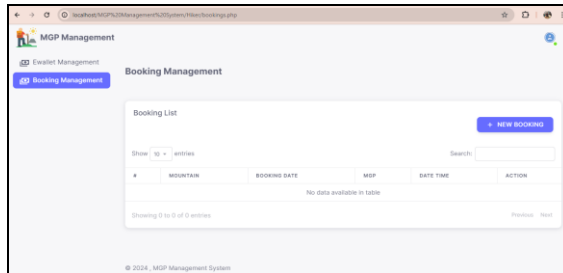 localhost/MGP%20Management%20System/Hiker/bookings.php
MGP Management
Ewallet Management
Booking Management
Booking Management
Booking List
+ NEW BOOKING
Show 10 entries
Search:
# MOUNTAIN BOOKING DATE MGP DATE TIME ACTION
No data available in table
Showing 0 to 0 of 0 entries
Previous Next
© 2024 , MGP Management System